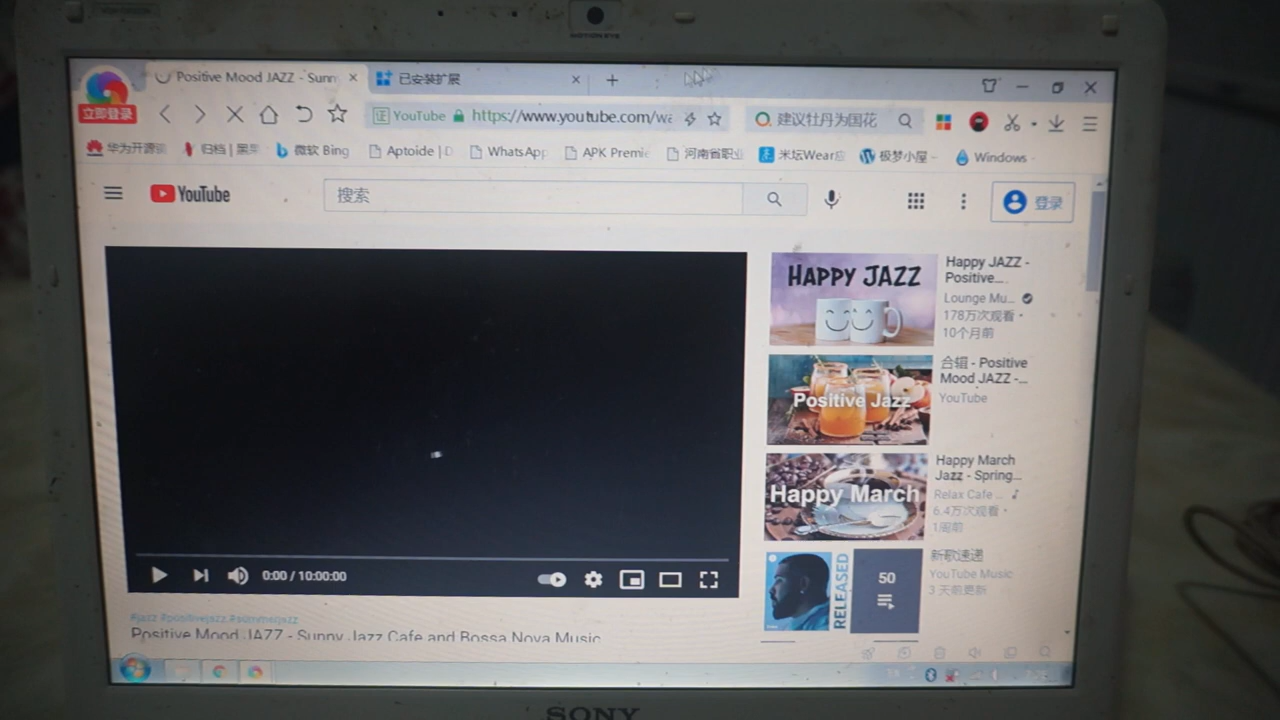 MOTION EYE
Positive Mood JAZZ - Sunn
已安装扩展
立即登录
证 YouTube https://www.youtube.com/wa
建议牡丹为国花
华为开源镜 归档 | 黑果 微软 Bing Aptoide | D WhatsApp APK Premie 河南省职业 米坛Wear应 极梦小屋 - Windows -
YouTube
搜索
登录
HAPPY JAZZ
Happy JAZZ -
Positive...
Lounge Mu...
178万次观看 •
10个月前
Positive Jazz
合辑 - Positive
Mood JAZZ -...
YouTube
Happy March
Happy March
Jazz - Spring...
Relax Cafe ...
6.4万次观看 •
1周前
RELEASED
50
新歌速递
YouTube Music
3 天前更新
0:00 / 10:00:00
#jazz #positivejazz #summerjazz
Positive Mood JAZZ - Sunny Jazz Cafe and Bossa Nova Music
SONY